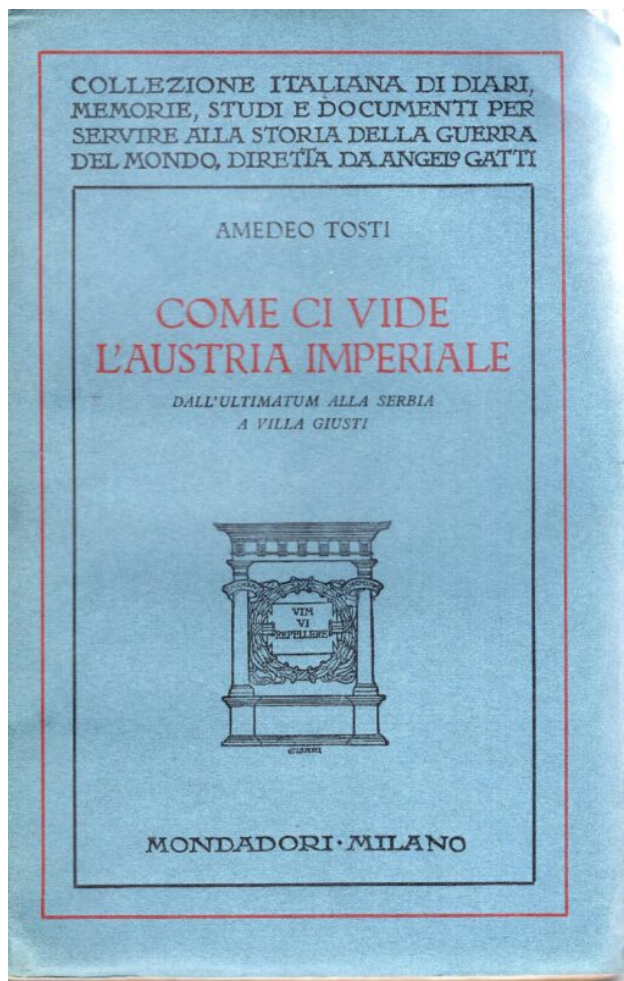 COLLEZIONE ITALIANA DI DIARI,
MEMORIE, STUDI E DOCUMENTI PER
SERVIRE ALLA STORIA DELLA GUERRA
DEL MONDO, DIRETTA DA ANGELO GATTI
AMEDEO TOSTI
COME CI VIDE
L'AUSTRIA IMPERIALE
DALL'ULTIMATUM ALLA SERBIA
A VILLA GIUSTI
VIM
VI
REPELLERE
MONDADORI · MILANO